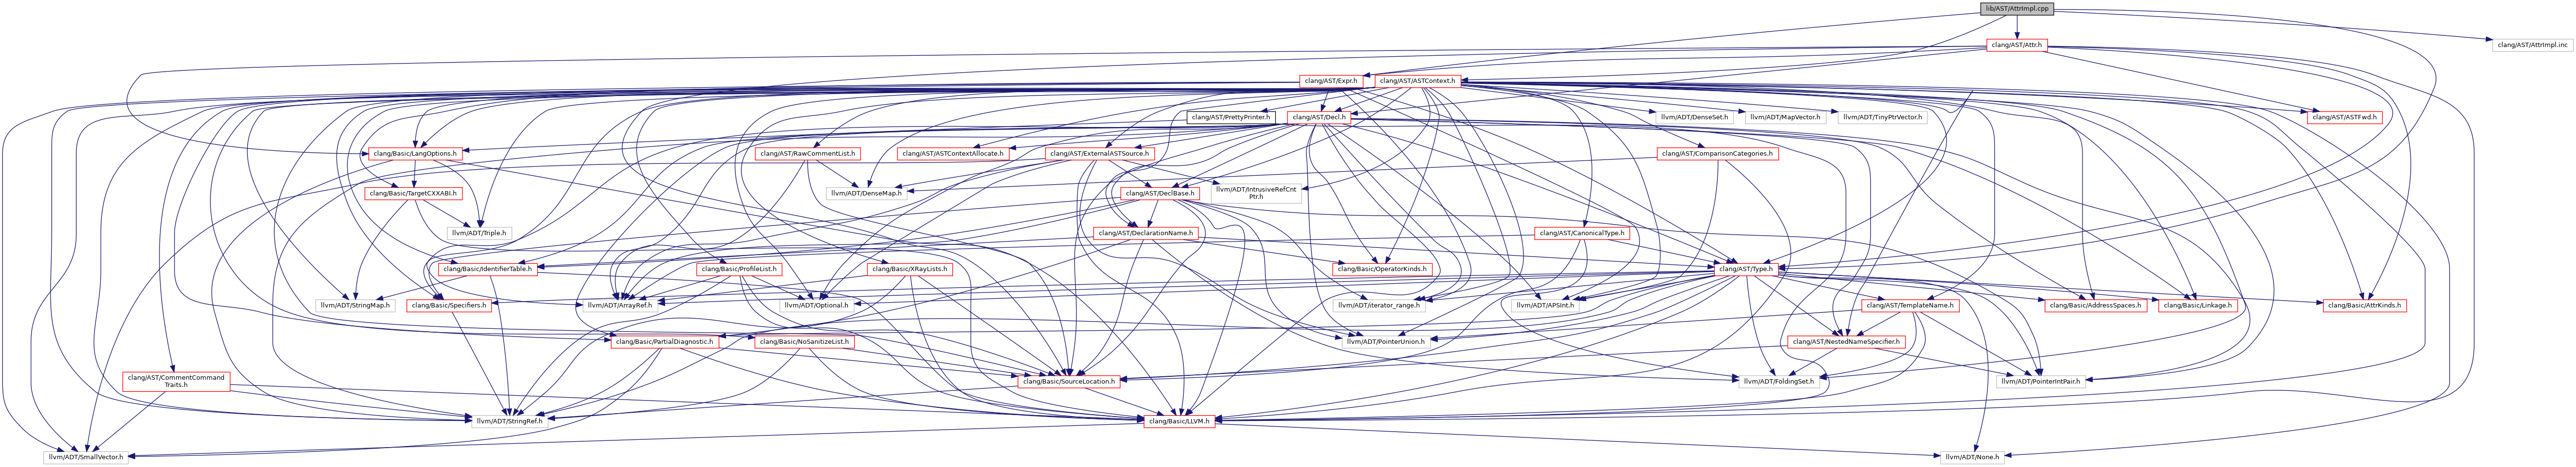 lib/AST/AttrImpl.cpp
clang/AST/Attr.h
clang/AST/AttrImpl.inc
clang/AST/Expr.h
clang/AST/ASTContext.h
clang/AST/PrettyPrinter.h
clang/AST/Decl.h
llvm/ADT/DenseSet.h
llvm/ADT/MapVector.h
llvm/ADT/TinyPtrVector.h
clang/AST/ASTFwd.h
clang/Basic/LangOptions.h
clang/AST/RawCommentList.h
clang/AST/ASTContextAllocate.h
clang/AST/ExternalASTSource.h
clang/AST/ComparisonCategories.h
clang/Basic/TargetCXXABI.h
llvm/ADT/DenseMap.h
clang/AST/DeclBase.h
llvm/ADT/IntrusiveRefCnt
Ptr.h
llvm/ADT/Triple.h
clang/AST/DeclarationName.h
clang/AST/CanonicalType.h
clang/Basic/IdentifierTable.h
clang/Basic/ProfileList.h
clang/Basic/XRayLists.h
clang/Basic/OperatorKinds.h
clang/AST/Type.h
llvm/ADT/StringMap.h
clang/Basic/Specifiers.h
llvm/ADT/ArrayRef.h
llvm/ADT/Optional.h
llvm/ADT/iterator_range.h
llvm/ADT/APSInt.h
clang/AST/TemplateName.h
clang/Basic/AddressSpaces.h
clang/Basic/Linkage.h
clang/Basic/AttrKinds.h
clang/Basic/PartialDiagnostic.h
clang/Basic/NoSanitizeList.h
llvm/ADT/PointerUnion.h
clang/AST/NestedNameSpecifier.h
clang/AST/CommentCommand
Traits.h
clang/Basic/SourceLocation.h
llvm/ADT/FoldingSet.h
llvm/ADT/PointerIntPair.h
llvm/ADT/StringRef.h
clang/Basic/LLVM.h
llvm/ADT/SmallVector.h
llvm/ADT/None.h